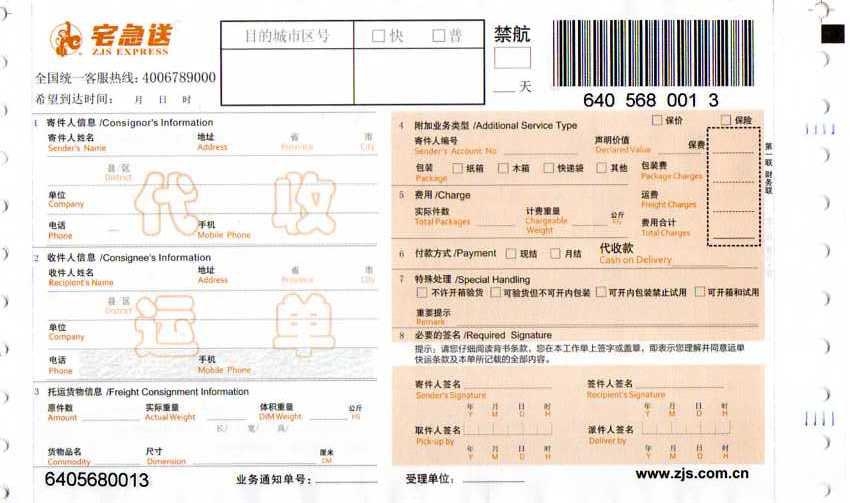 宅急送
ZJS EXPRESS
全国统一客服热线: 4006789000
希望到达时间: 月 日 时
目的城市区号 □快 □普
禁航
天
640 568 001 3
1 寄件人信息 /Consignor's Information
寄件人姓名 地址 省 市
Sender's Name Address Province City
县/区
District
代收
单位
Company
电话 手机
Phone Mobile Phone
2 收件人信息 /Consignee's Information
收件人姓名 地址 省 市
Recipient's Name Address Province City
县/区
District
运单
单位
Company
电话 手机
Phone Mobile Phone
3 托运货物信息 /Freight Consignment Information
原件数 实际重量 体积重量 公斤
Amount Actual Weight DIM Weight KG
长/ 宽/ 高/
货物品名 尺寸 厘米
Commodity Dimension CM
6405680013 业务通知单号:
4 附加业务类型 /Additional Service Type □保价 □保险
寄件人编号 声明价值 保费
Sender's Account No Declared Value
包装 □纸箱 □木箱 □快递袋 □其他 包装费
Package Package Charges
5 费用 /Charge 运费
Freight Charges
实际件数 计费重量 公斤 费用合计
Total Packages Chargeable Weight Total Charges
6 付款方式 /Payment □现结 □月结 代收款
Cash on Delivery
7 特殊处理 /Special Handling
□不许开箱验货 □可验货但不可开内包装 □可开内包装禁止试用 □可开箱和试用
重要提示
Remark
8 必要的签名 /Required Signature
提示: 请您仔细阅读背书条款, 您在本工作单上签字或盖章, 即表示您理解并同意运单
快运条款及本单所记载的全部内容。
寄件人签名 签件人签名
Sender's Signature Recipient's Signature
年 月 日 时 年 月 日 时
Y M D H Y M D H
取件人签名 派件人签名
Pick-up by Deliver by
年 月 日 时 年 月 日 时
Y M D H Y M D H
受理单位: www.zjs.com.cn
第一联 财务联